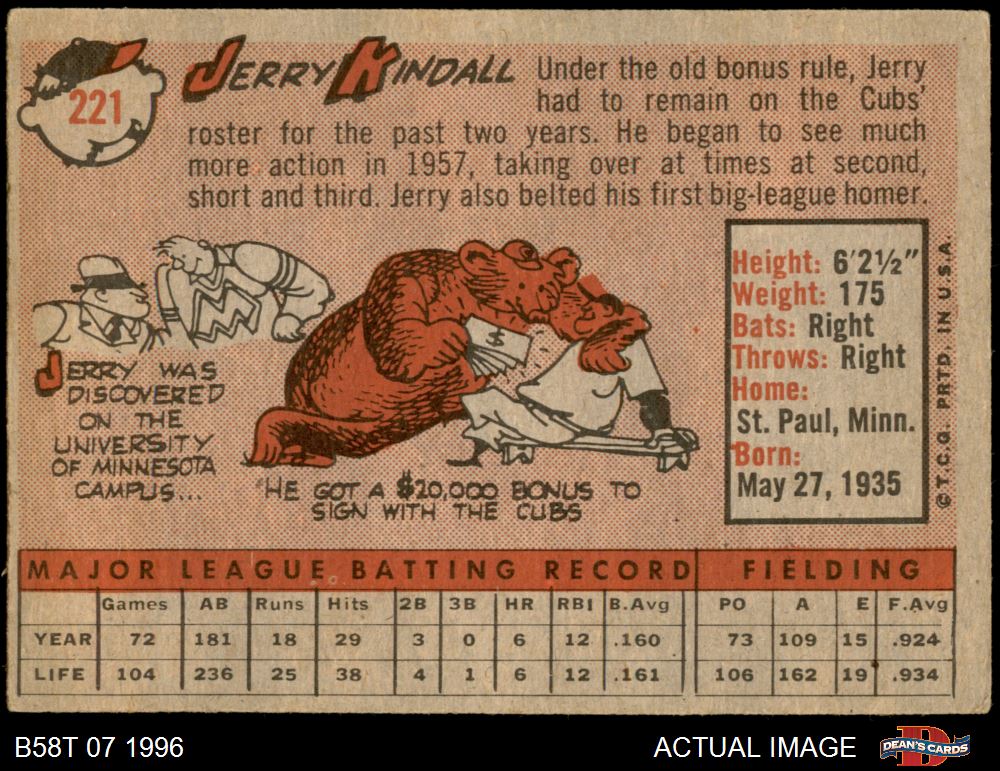 221
JERRY KINDALL
Under the old bonus rule, Jerry
had to remain on the Cubs'
roster for the past two years. He began to see much
more action in 1957, taking over at times at second,
short and third. Jerry also belted his first big-league homer.
JERRY WAS
DISCOVERED
ON THE
UNIVERSITY
OF MINNESOTA
CAMPUS...
$
HE GOT A $20,000 BONUS TO
SIGN WITH THE CUBS
Height: 6'2½"
Weight: 175
Bats: Right
Throws: Right
Home:
St. Paul, Minn.
Born:
May 27, 1935
© T.C.G. PRTD. IN U.S.A.
MAJOR LEAGUE BATTING RECORD FIELDING
Games AB Runs Hits 2B 3B HR RBI B.Avg PO A E F.Avg
YEAR 72 181 18 29 3 0 6 12 .160 73 109 15 .924
LIFE 104 236 25 38 4 1 6 12 .161 106 162 19 .934
B58T 07 1996 ACTUAL IMAGE DEAN'S CARDS